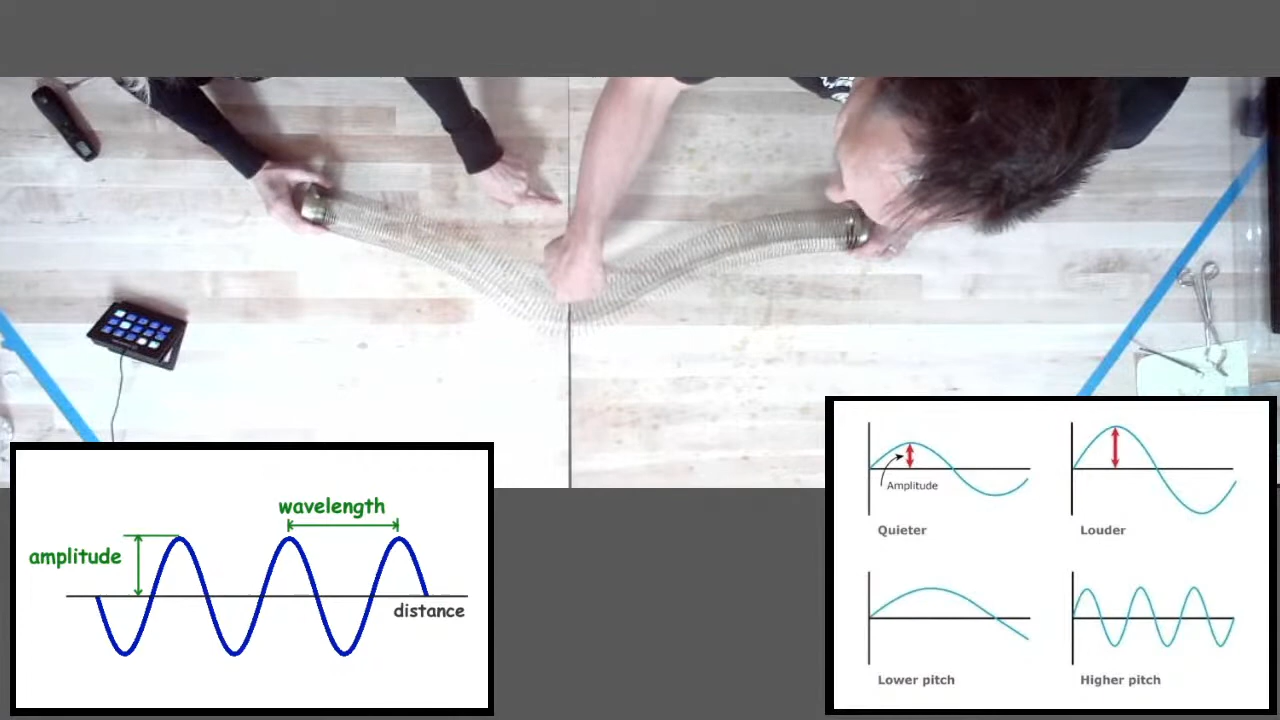 wavelength
amplitude
distance
Amplitude
Quieter
Louder
Lower pitch
Higher pitch